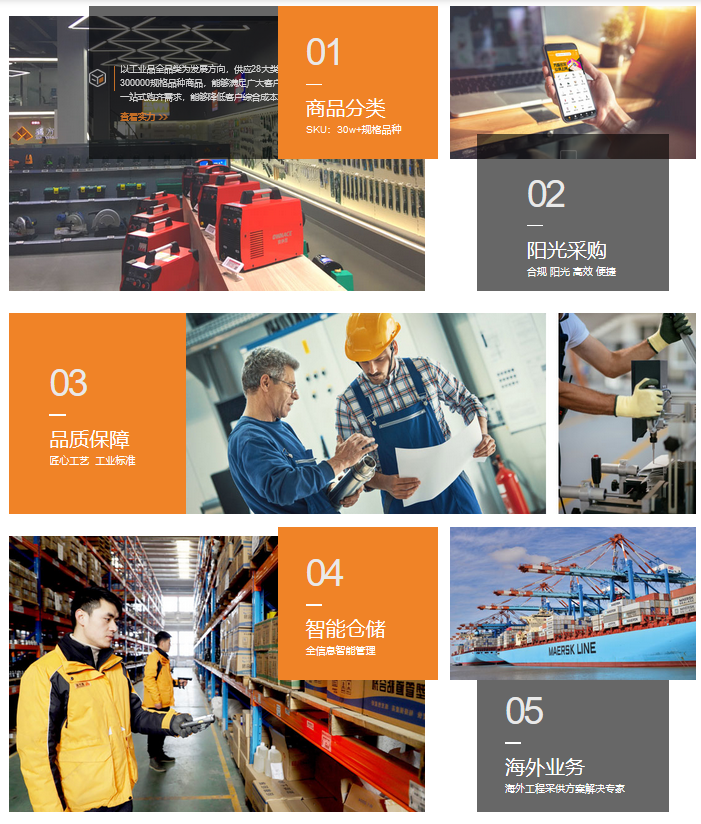 以工业品全品类为发展方向，供应28大类
300000规格品种商品，能够满足广大客户
一站式购齐需求，能够降低客户综合成本
查看实力 >>
01
商品分类
SKU：30w+规格品种
02
阳光采购
合规 阳光 高效 便捷
03
品质保障
匠心工艺 工业标准
04
智能仓储
全信息智能管理
MAERSK LINE
05
海外业务
海外工程采供方案解决专家